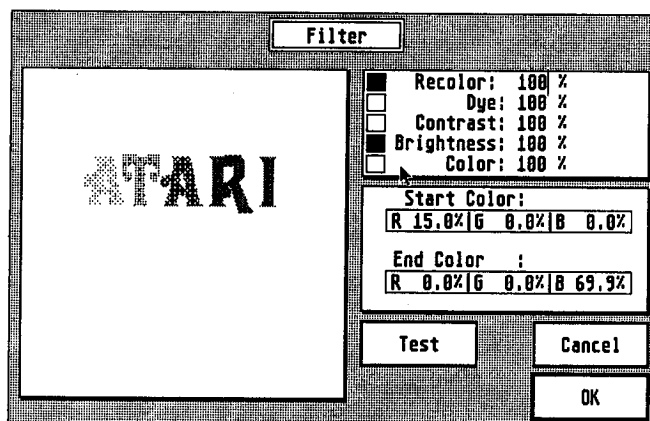 Filter
ATARI
Recolor: 100 %
Dye: 100 %
Contrast: 100 %
Brightness: 100 %
Color: 100 %
Start Color:
R 15.0%|G 0.0%|B 0.0%
End Color :
R 0.0%|G 0.0%|B 69.9%
Test
Cancel
OK